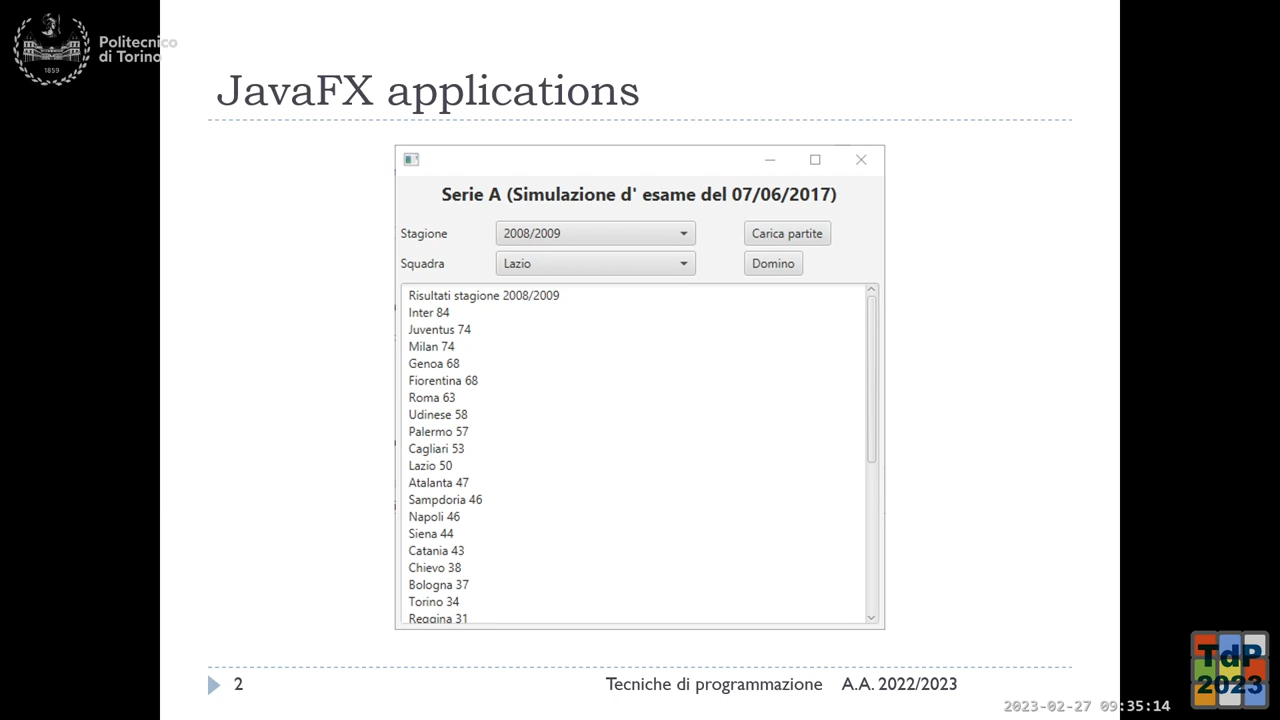 Politecnico
di Torino
1859
JavaFX applications
Serie A (Simulazione d' esame del 07/06/2017)
Stagione 2008/2009 Carica partite
Squadra Lazio Domino
Risultati stagione 2008/2009
Inter 84
Juventus 74
Milan 74
Genoa 68
Fiorentina 68
Roma 63
Udinese 58
Palermo 57
Cagliari 53
Lazio 50
Atalanta 47
Sampdoria 46
Napoli 46
Siena 44
Catania 43
Chievo 38
Bologna 37
Torino 34
Reggina 31
2 Tecniche di programmazione A.A. 2022/2023
TdP
2023
2023-02-27 09:35:14